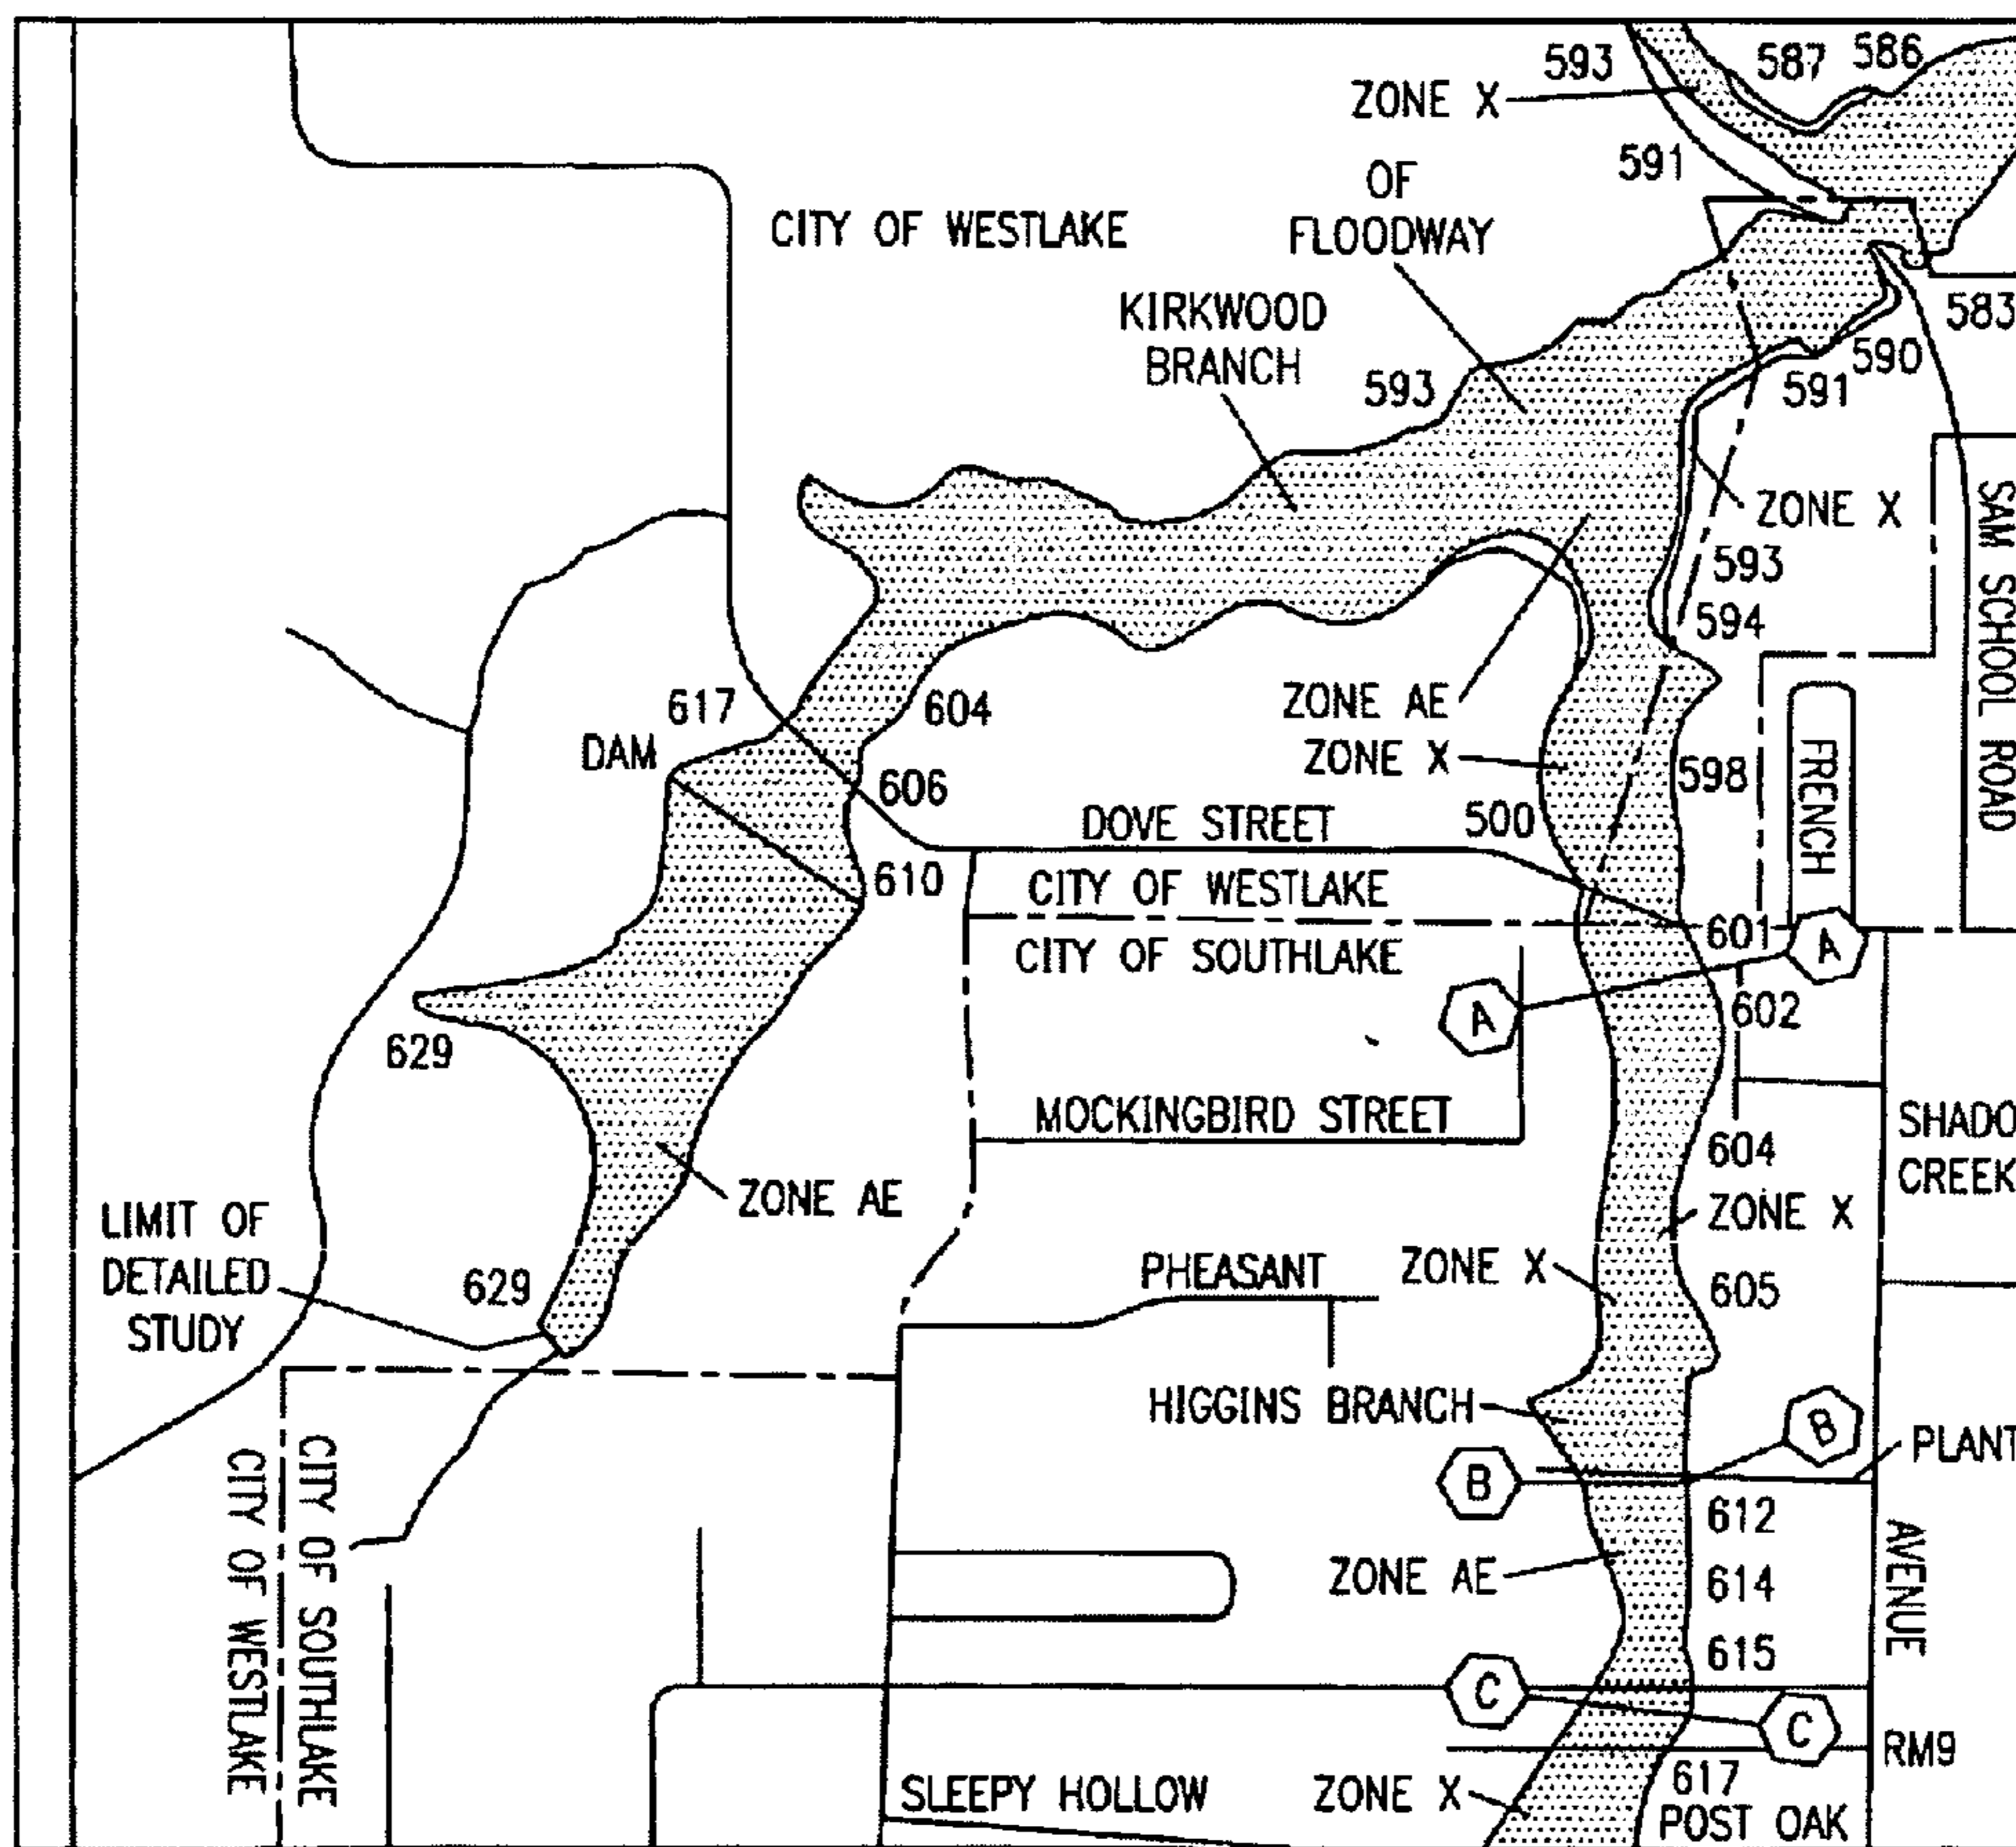 593
587
586
ZONE X
591
OF
FLOODWAY
CITY OF WESTLAKE
KIRKWOOD
BRANCH
583
590
591
593
ZONE X
593
594
SAM SCHOOL ROAD
617
604
ZONE AE
DAM
ZONE X
598
FRENCH
606
DOVE STREET
500
610
CITY OF WESTLAKE
601
A
CITY OF SOUTHLAKE
A
602
629
MOCKINGBIRD STREET
604
SHADO
CREEK
ZONE AE
ZONE X
LIMIT OF
DETAILED
STUDY
629
PHEASANT
ZONE X
605
HIGGINS BRANCH
B
PLANT
B
612
CITY OF SOUTHLAKE
CITY OF WESTLAKE
ZONE AE
614
AVENUE
615
C
C
RM9
617
SLEEPY HOLLOW
ZONE X
POST OAK